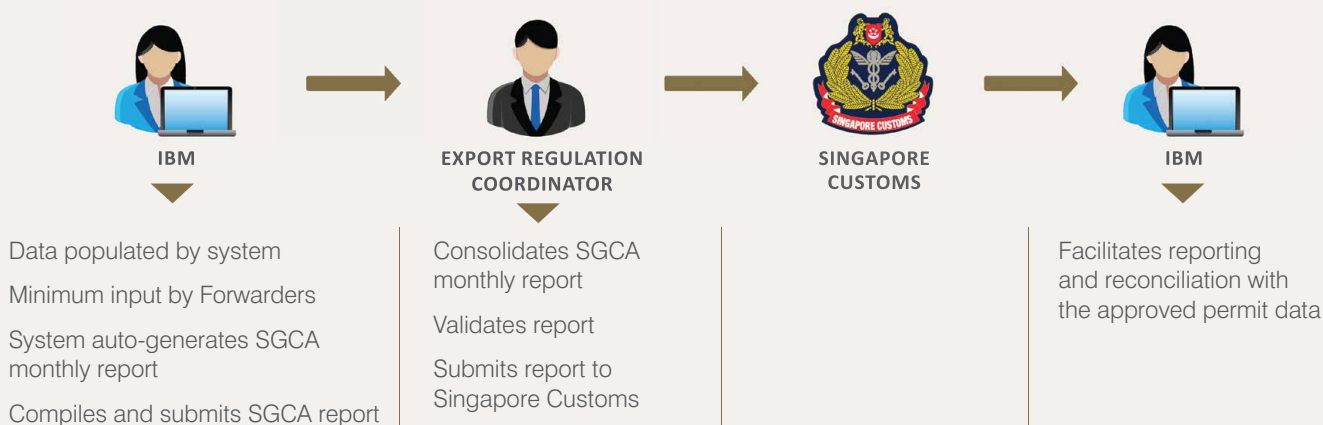 SINGAPORE CUSTOMS
IBM
EXPORT REGULATION
COORDINATOR
SINGAPORE
CUSTOMS
IBM
Data populated by system
Minimum input by Forwarders
System auto-generates SGCA
monthly report
Compiles and submits SGCA report
Consolidates SGCA
monthly report
Validates report
Submits report to
Singapore Customs
Facilitates reporting
and reconciliation with
the approved permit data